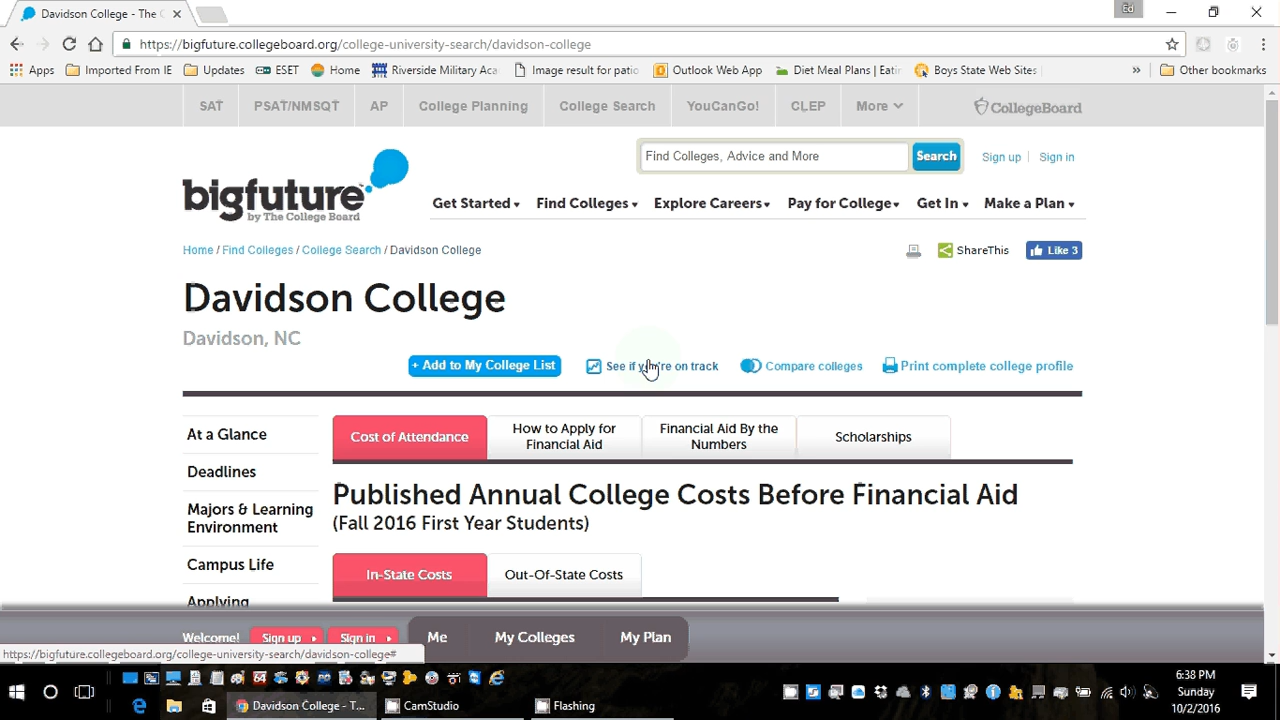 Davidson College - The C
Ed
https://bigfuture.collegeboard.org/college-university-search/davidson-college
Apps Imported From IE Updates ESET Home Riverside Military Aca Image result for patio Outlook Web App Diet Meal Plans | Eatin Boys State Web Sites » Other bookmarks
SAT PSAT/NMSQT AP College Planning College Search YouCanGo! CLEP More CollegeBoard
Find Colleges, Advice and More Search Sign up Sign in
bigfuture
by The College Board
Get Started Find Colleges Explore Careers Pay for College Get In Make a Plan
Home / Find Colleges / College Search / Davidson College ShareThis Like 3
Davidson College
Davidson, NC
+ Add to My College List See if you're on track Compare colleges Print complete college profile
At a Glance
Deadlines
Majors & Learning
Environment
Campus Life
Applying
Cost of Attendance How to Apply for Financial Aid By the Scholarships
Financial Aid Numbers
Published Annual College Costs Before Financial Aid
(Fall 2016 First Year Students)
In-State Costs Out-Of-State Costs
Welcome! Sign up Sign in Me My Colleges My Plan
https://bigfuture.collegeboard.org/college-university-search/davidson-college#
Davidson College - T... CamStudio Flashing
6:38 PM
Sunday
10/2/2016